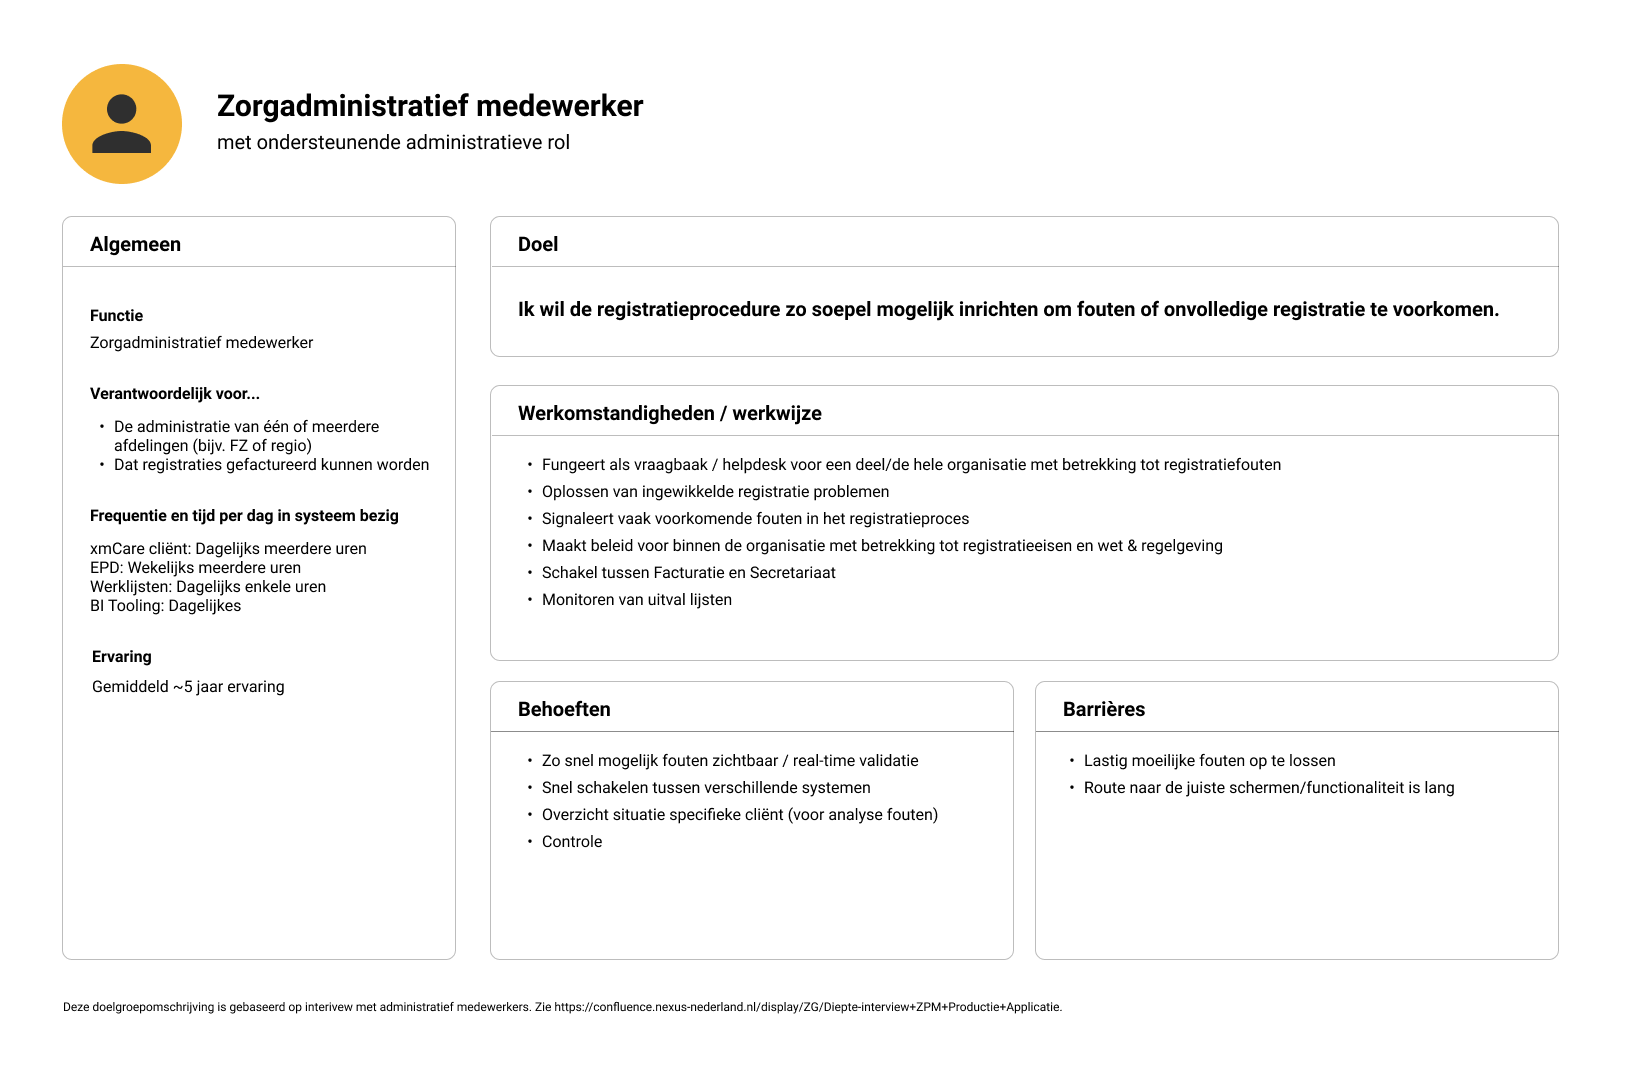 Zorgadministratief medewerker
met ondersteunende administratieve rol
Algemeen
Functie
Zorgadministratief medewerker
Verantwoordelijk voor...
• De administratie van één of meerdere
afdelingen (bijv. FZ of regio)
• Dat registraties gefactureerd kunnen worden
Frequentie en tijd per dag in systeem bezig
xmCare cliënt: Dagelijks meerdere uren
EPD: Wekelijks meerdere uren
Werklijsten: Dagelijks enkele uren
BI Tooling: Dagelijkes
Ervaring
Gemiddeld ~5 jaar ervaring
Doel
Ik wil de registratieprocedure zo soepel mogelijk inrichten om fouten of onvolledige registratie te voorkomen.
Werkomstandigheden / werkwijze
• Fungeert als vraagbaak / helpdesk voor een deel/de hele organisatie met betrekking tot registratiefouten
• Oplossen van ingewikkelde registratie problemen
• Signaleert vaak voorkomende fouten in het registratieproces
• Maakt beleid voor binnen de organisatie met betrekking tot registratieeisen en wet & regelgeving
• Schakel tussen Facturatie en Secretariaat
• Monitoren van uitval lijsten
Behoeften
• Zo snel mogelijk fouten zichtbaar / real-time validatie
• Snel schakelen tussen verschillende systemen
• Overzicht situatie specifieke cliënt (voor analyse fouten)
• Controle
Barrières
• Lastig moeilijke fouten op te lossen
• Route naar de juiste schermen/functionaliteit is lang
Deze doelgroepomschrijving is gebaseerd op interivew met administratief medewerkers. Zie https://confluence.nexus-nederland.nl/display/ZG/Diepte-interview+ZPM+Productie+Applicatie.